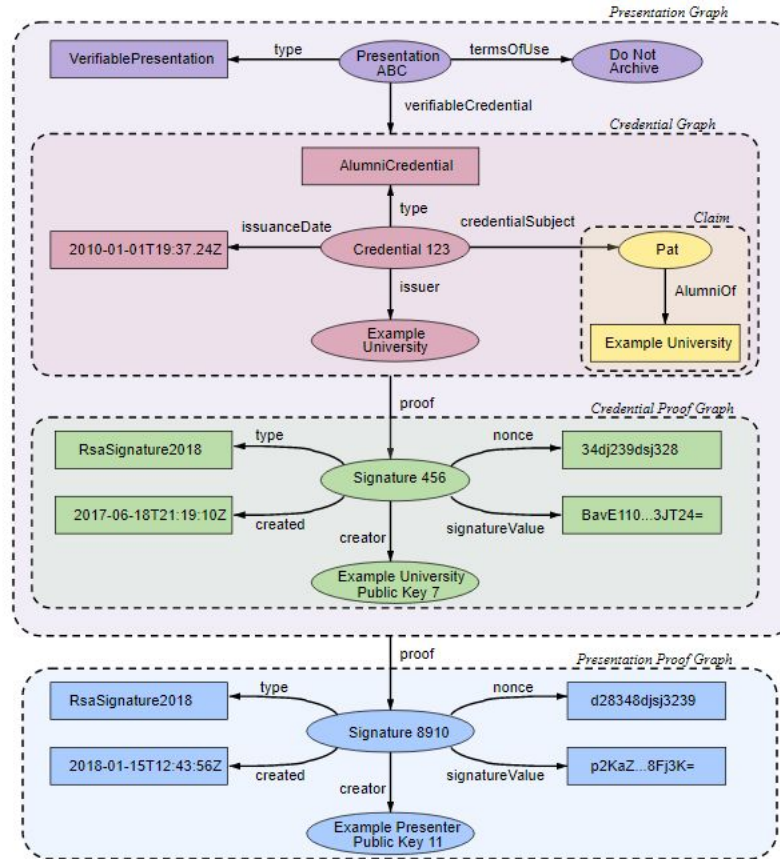 Presentation Graph
VerifiablePresentation
type
Presentation
ABC
termsOfUse
Do Not
Archive
verifiableCredential
Credential Graph
AlumniCredential
type
issuanceDate
credentialSubject
Claim
2010-01-01T19:37.24Z
Credential 123
Pat
issuer
AlumniOf
Example
University
Example University
proof
Credential Proof Graph
RsaSignature2018
type
nonce
34dj239dsj328
Signature 456
2017-06-18T21:19:10Z
created
signatureValue
BavE110...3JT24=
creator
Example University
Public Key 7
proof
Presentation Proof Graph
RsaSignature2018
type
nonce
d28348djsj3239
Signature 8910
2018-01-15T12:43:56Z
created
signatureValue
p2KaZ...8Fj3K=
creator
Example Presenter
Public Key 11